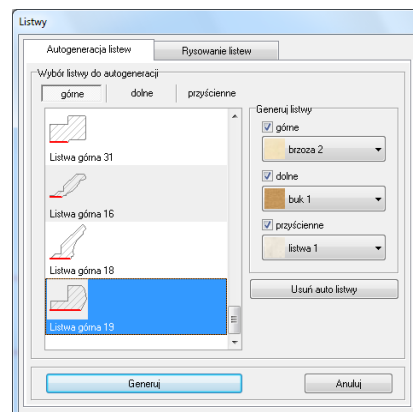 Listwy
Autogeneracja listew
Rysowanie listew
Wybór listwy do autogeneracji
górne
dolne
przyścienne
Listwa górna 31
Listwa górna 16
Listwa górna 18
Listwa górna 19
Generuj listwy
górne
brzoza 2
dolne
buk 1
przyścienne
listwa 1
Usuń auto listwy
Generuj
Anuluj